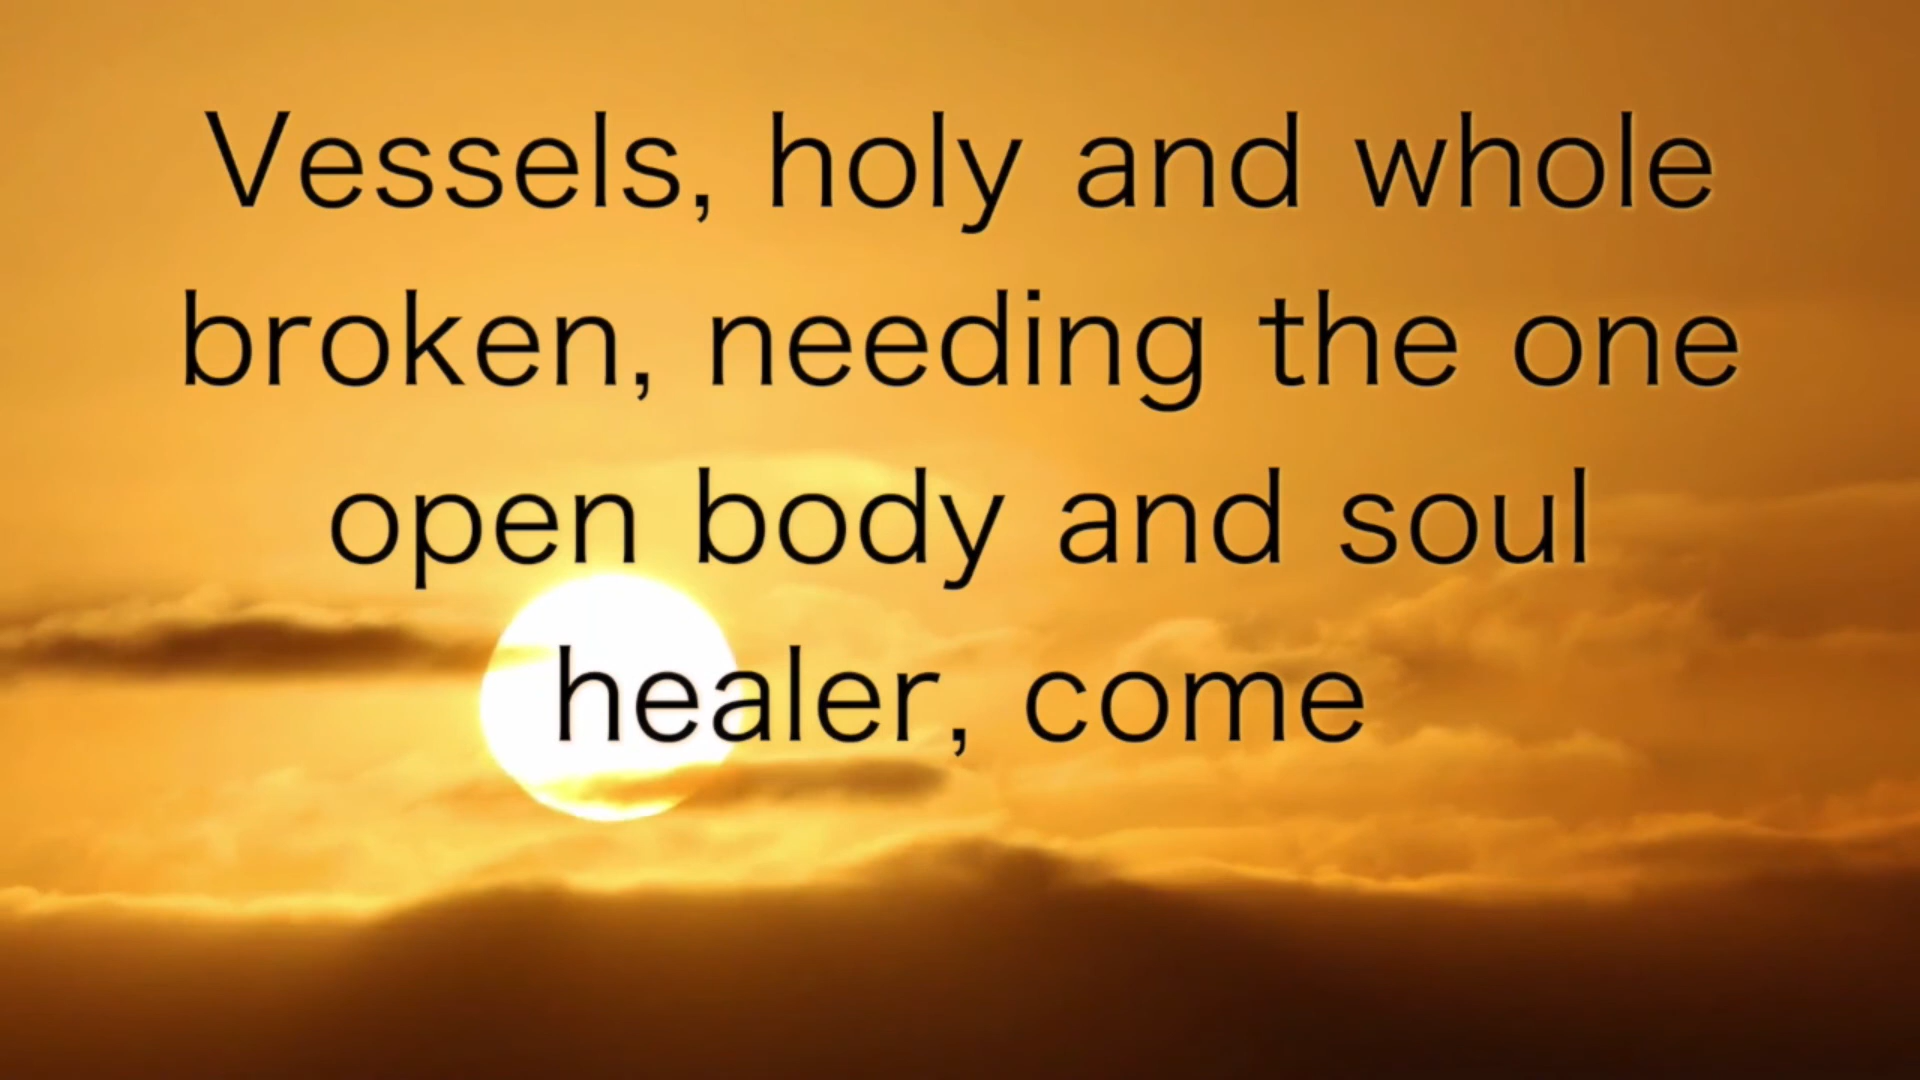 Vessels, holy and whole
broken, needing the one
open body and soul
healer, come